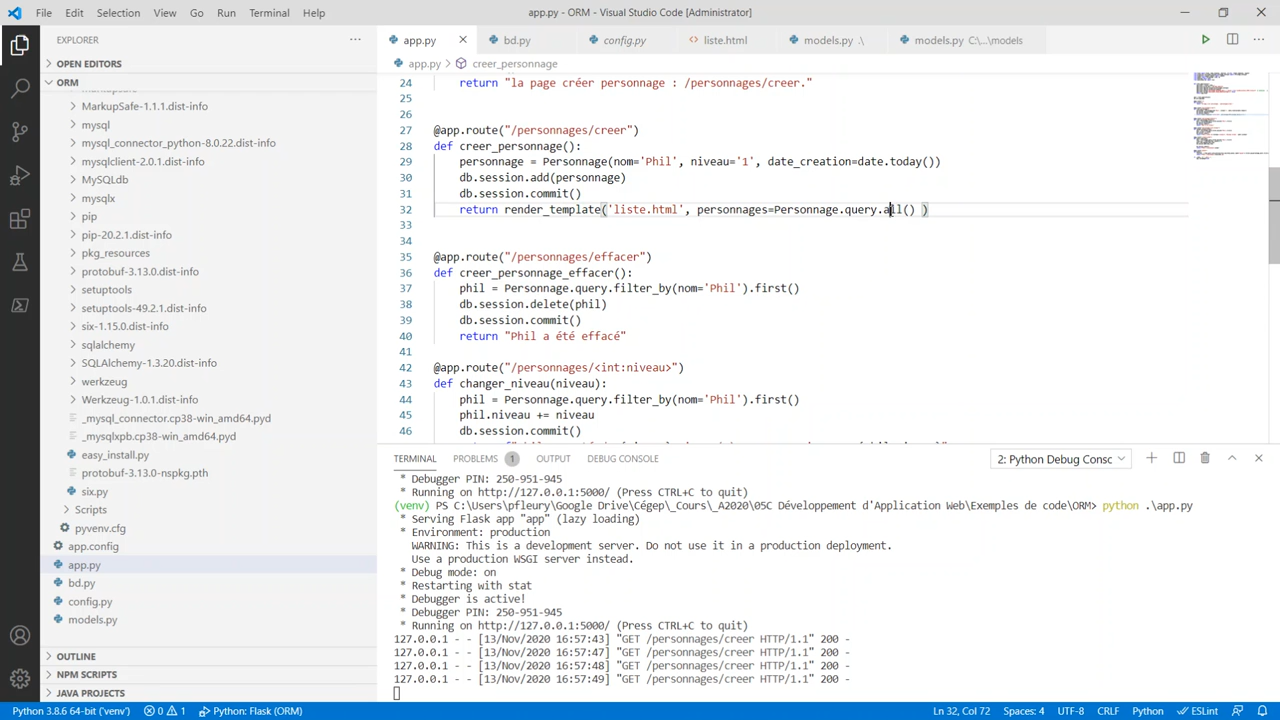 File Edit Selection View Go Run Terminal Help
app.py - ORM - Visual Studio Code [Administrator]
EXPLORER
OPEN EDITORS
ORM
MarkupSafe-1.1.1.dist-info
mysql
mysql_connector_python-8.0.22.dist-info
mysqlclient-2.0.1.dist-info
MySQLdb
mysqlx
pip
pip-20.2.1.dist-info
pkg_resources
protobuf-3.13.0.dist-info
setuptools
setuptools-49.2.1.dist-info
six-1.15.0.dist-info
sqlalchemy
SQLAlchemy-1.3.20.dist-info
werkzeug
Werkzeug-1.0.1.dist-info
_mysql_connector.cp38-win_amd64.pyd
_mysqlxpb.cp38-win_amd64.pyd
easy_install.py
protobuf-3.13.0-nspkg.pth
six.py
Scripts
pyvenv.cfg
app.config
app.py
bd.py
config.py
models.py
OUTLINE
NPM SCRIPTS
JAVA PROJECTS
app.py bd.py config.py liste.html models.py .\ models.py C:\...\models
app.py > creer_personnage
24 return "la page créer personnage : /personnages/creer."
25
26
27 @app.route("/personnages/creer")
28 def creer_personnage():
29 personnage = Personnage(nom='Phil', niveau='1', date_creation=date.today())
30 db.session.add(personnage)
31 db.session.commit()
32 return render_template('liste.html', personnages=Personnage.query.all() )
33
34
35 @app.route("/personnages/effacer")
36 def creer_personnage_effacer():
37 phil = Personnage.query.filter_by(nom='Phil').first()
38 db.session.delete(phil)
39 db.session.commit()
40 return "Phil a été effacé"
41
42 @app.route("/personnages/<int:niveau>")
43 def changer_niveau(niveau):
44 phil = Personnage.query.filter_by(nom='Phil').first()
45 phil.niveau += niveau
46 db.session.commit()
TERMINAL PROBLEMS 1 OUTPUT DEBUG CONSOLE 2: Python Debug Consc
* Debugger PIN: 250-951-945
* Running on http://127.0.0.1:5000/ (Press CTRL+C to quit)
(venv) PS C:\Users\pfleury\Google Drive\Cégep\_Cours\_A2020\05C Développement d'Application Web\Exemples de code\ORM> python .\app.py
* Serving Flask app "app" (lazy loading)
* Environment: production
WARNING: This is a development server. Do not use it in a production deployment.
Use a production WSGI server instead.
* Debug mode: on
* Restarting with stat
* Debugger is active!
* Debugger PIN: 250-951-945
* Running on http://127.0.0.1:5000/ (Press CTRL+C to quit)
127.0.0.1 - - [13/Nov/2020 16:57:43] "GET /personnages/creer HTTP/1.1" 200 -
127.0.0.1 - - [13/Nov/2020 16:57:47] "GET /personnages/creer HTTP/1.1" 200 -
127.0.0.1 - - [13/Nov/2020 16:57:48] "GET /personnages/creer HTTP/1.1" 200 -
127.0.0.1 - - [13/Nov/2020 16:57:49] "GET /personnages/creer HTTP/1.1" 200 -
Python 3.8.6 64-bit ('venv') 0 1 Python: Flask (ORM) Ln 32, Col 72 Spaces: 4 UTF-8 CRLF Python ESLint